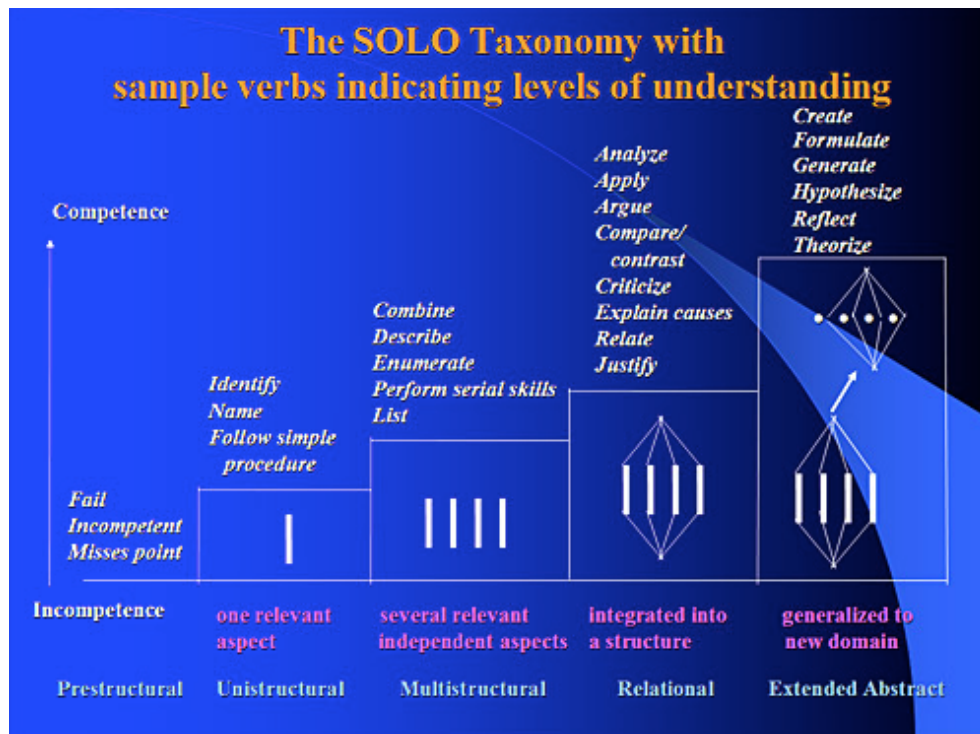 The SOLO Taxonomy with
sample verbs indicating levels of understanding
Competence
Fail
Incompetent
Misses point
Identify
Name
Follow simple
procedure
Combine
Describe
Enumerate
Perform serial skills
List
Analyze
Apply
Argue
Compare/
contrast
Criticize
Explain causes
Relate
Justify
Create
Formulate
Generate
Hypothesize
Reflect
Theorize
Incompetence
one relevant
aspect
several relevant
independent aspects
integrated into
a structure
generalized to
new domain
Prestructural
Unistructural
Multistructural
Relational
Extended Abstract